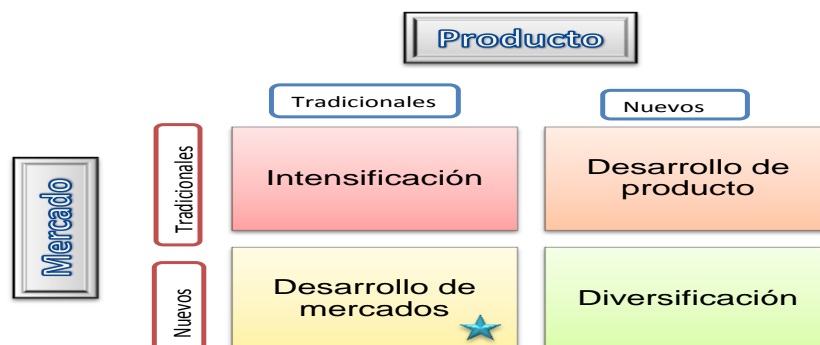 Producto
Tradicionales
Nuevos
Mercado
Tradicionales
Intensificación
Desarrollo de
producto
Nuevos
Desarrollo de
mercados
Diversificación